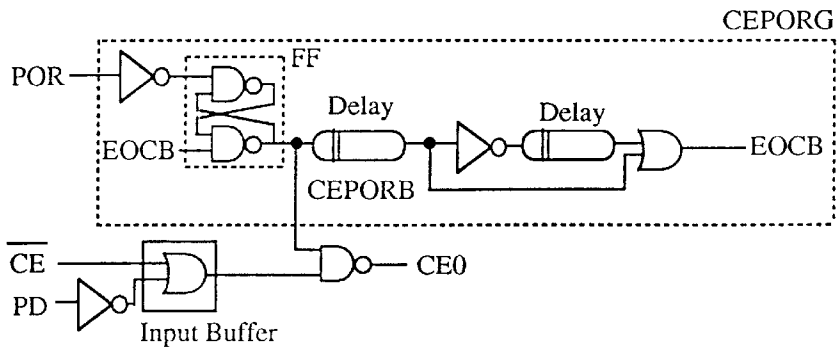 CEPORG
POR
FF
Delay
Delay
EOCB
EOCB
CEPORB
CE
CE0
PD
Input Buffer